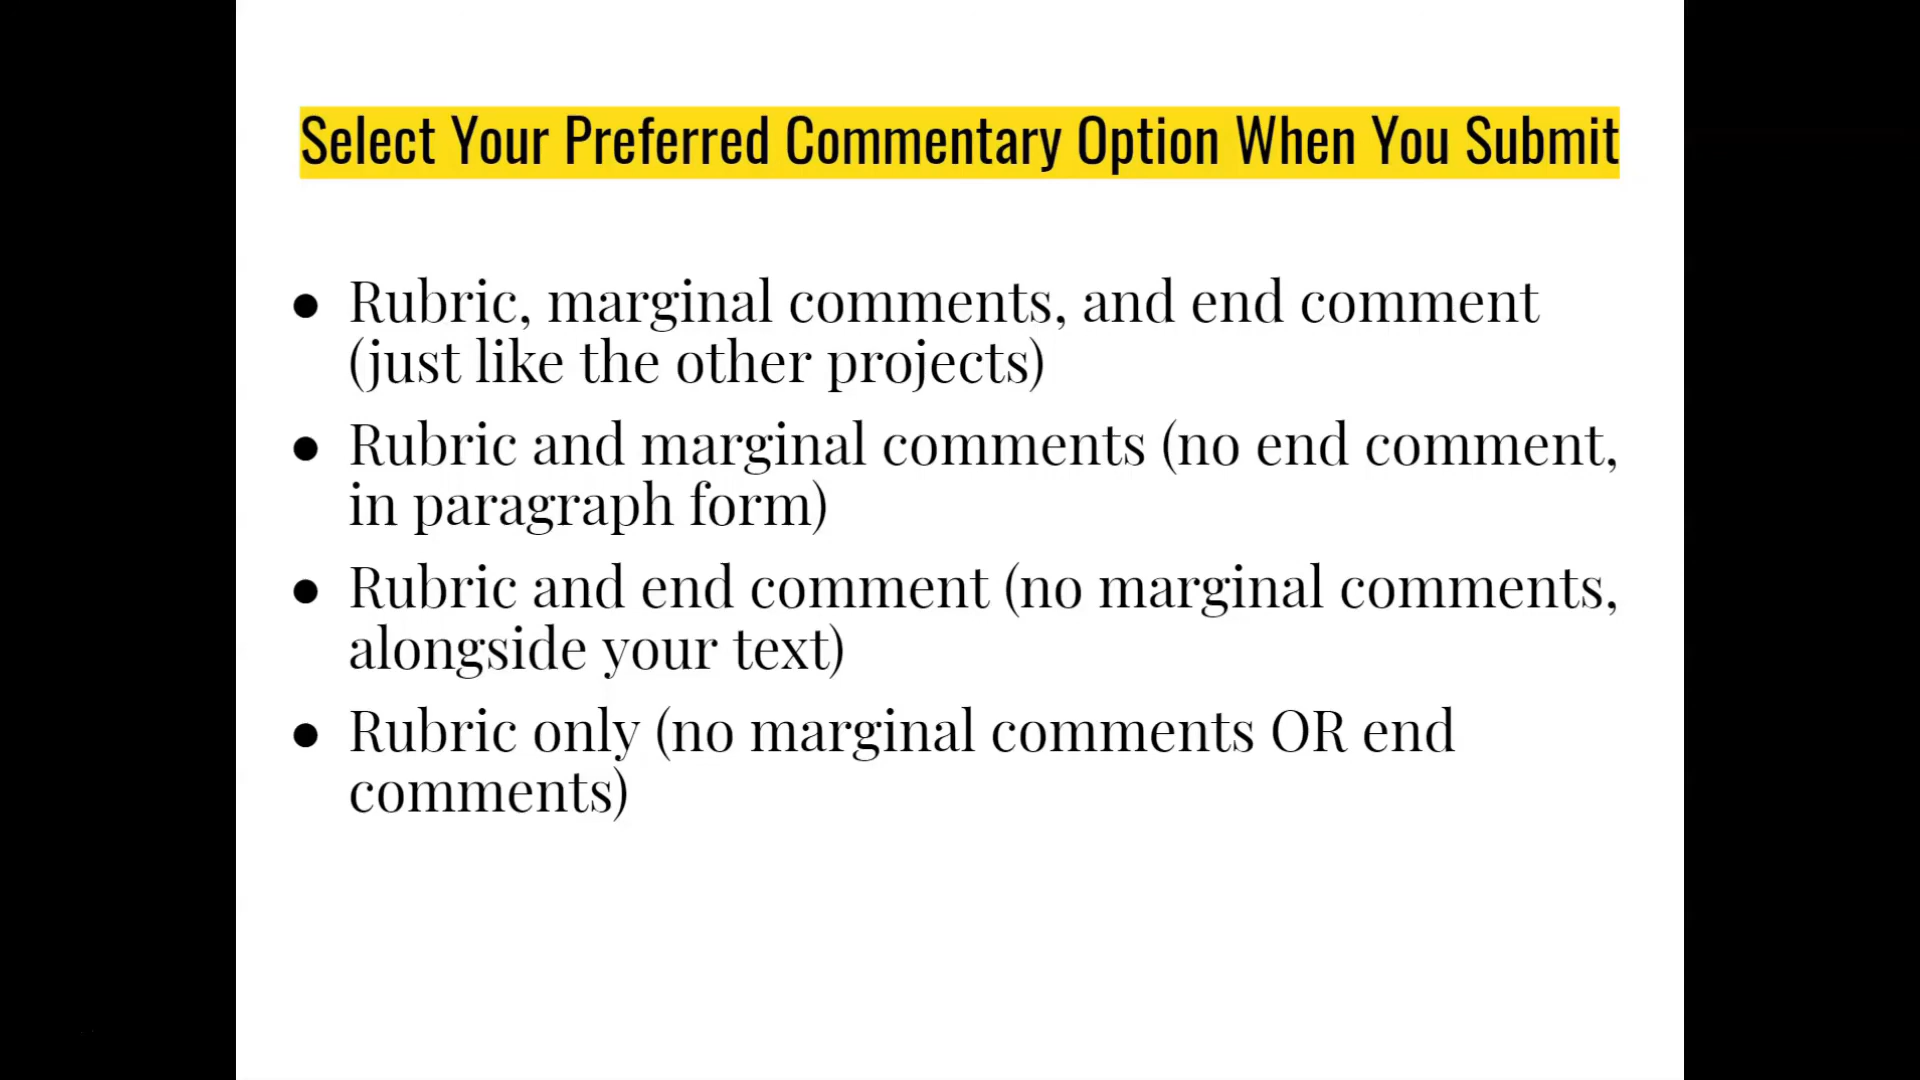 Select Your Preferred Commentary Option When You Submit
● Rubric, marginal comments, and end comment
(just like the other projects)
● Rubric and marginal comments (no end comment,
in paragraph form)
● Rubric and end comment (no marginal comments,
alongside your text)
● Rubric only (no marginal comments OR end
comments)